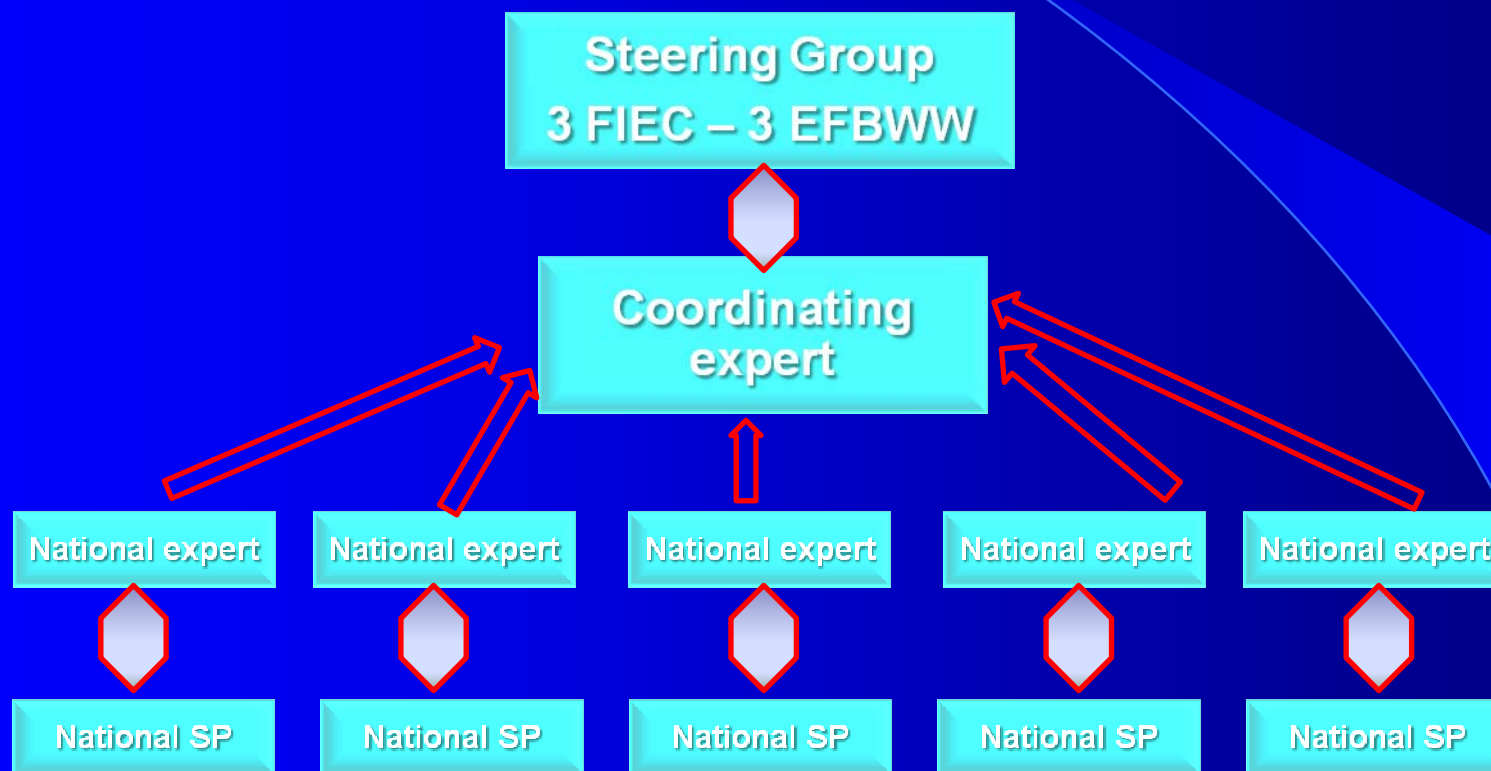 Steering Group
3 FIEC – 3 EFBWW
Coordinating
expert
National expert
National expert
National expert
National expert
National expert
National SP
National SP
National SP
National SP
National SP